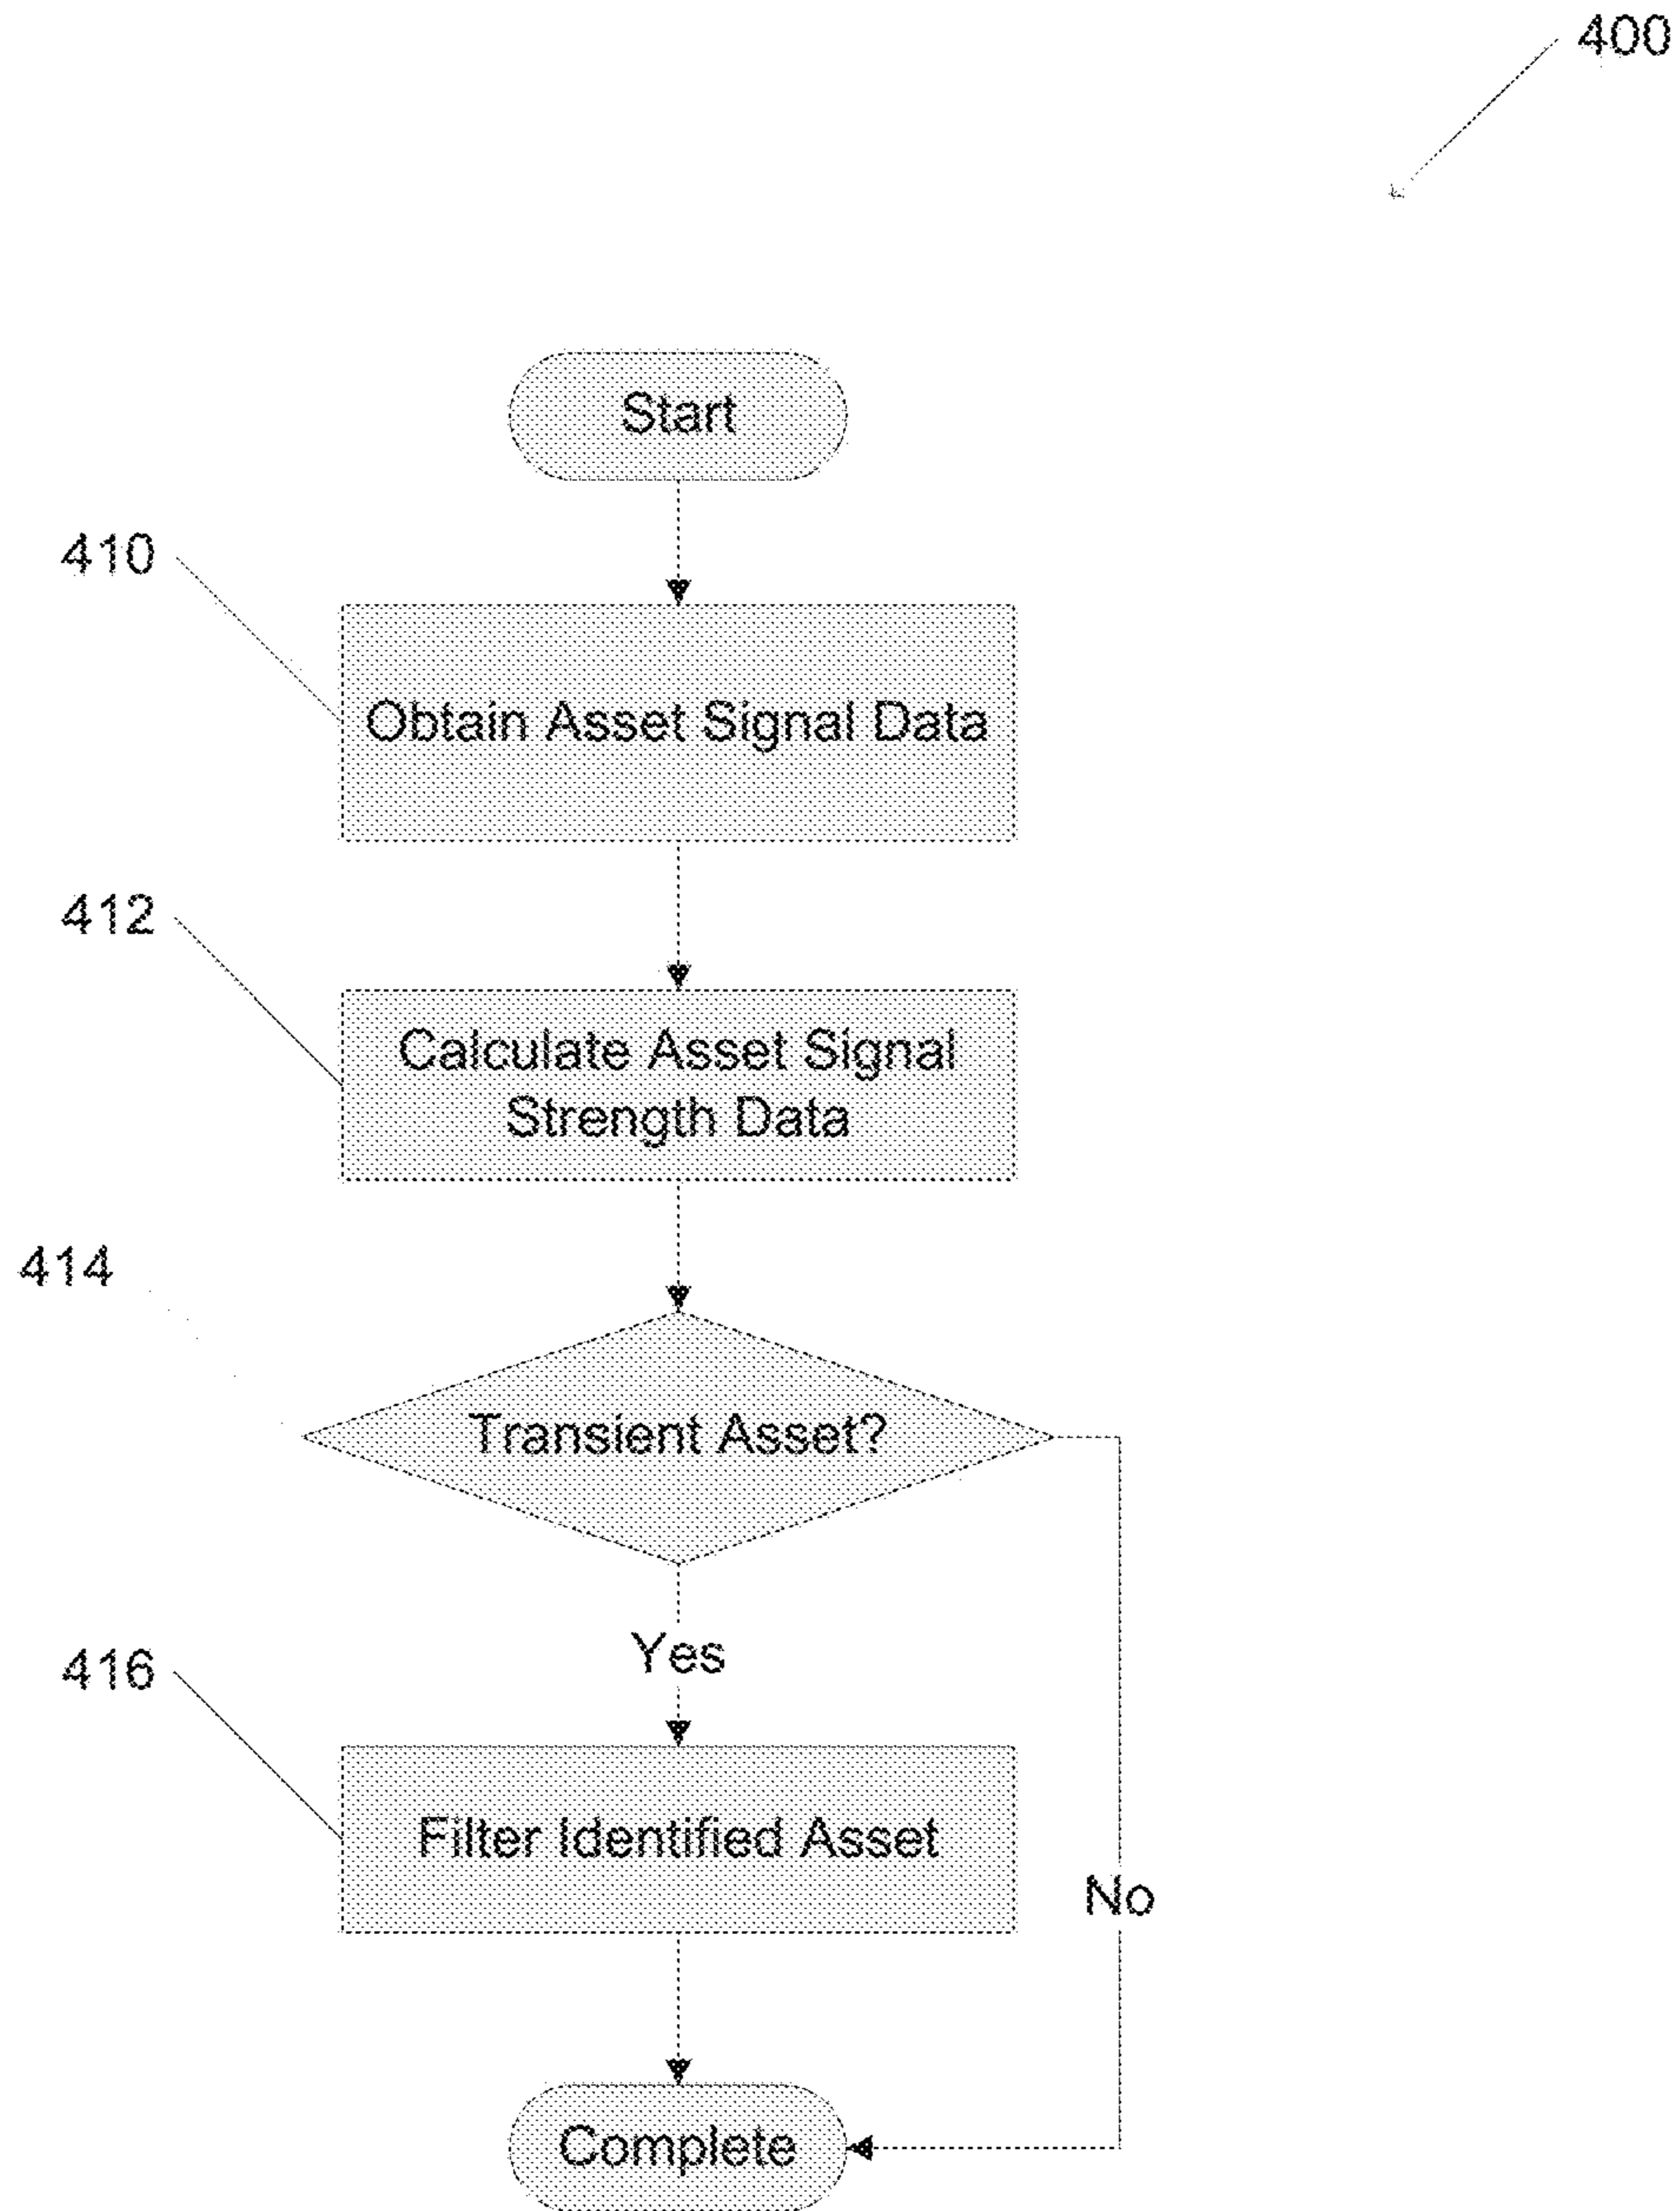 400
Start
410
Obtain Asset Signal Data
412
Calculate Asset Signal
Strength Data
414
Transient Asset?
Yes
416
Filter Identified Asset
No
Complete